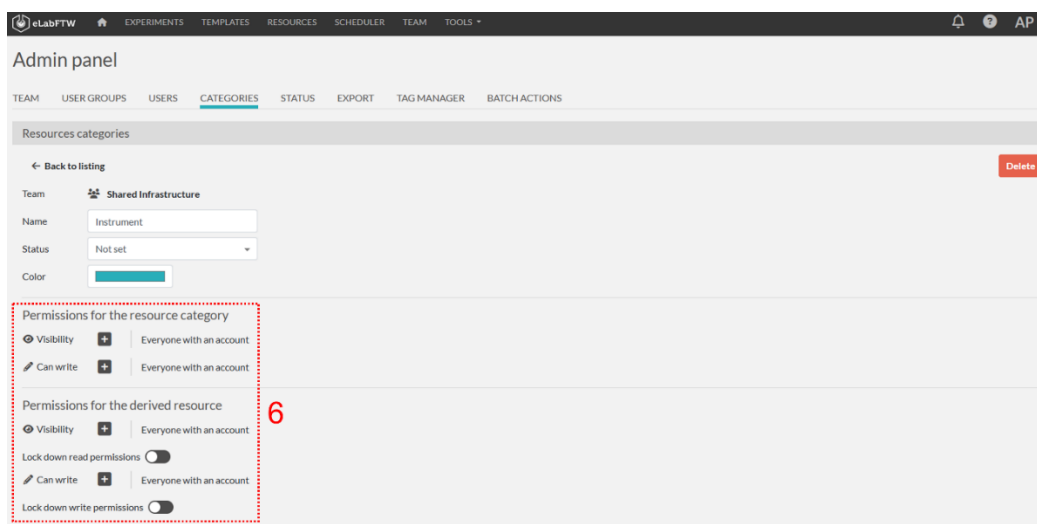 eLabFTW EXPERIMENTS TEMPLATES RESOURCES SCHEDULER TEAM TOOLS AP
Admin panel
TEAM USER GROUPS USERS CATEGORIES STATUS EXPORT TAG MANAGER BATCH ACTIONS
Resources categories
← Back to listing Delete
Team Shared Infrastructure
Name Instrument
Status Not set
Color
Permissions for the resource category
Visibility + Everyone with an account
Can write + Everyone with an account
Permissions for the derived resource
6
Visibility + Everyone with an account
Lock down read permissions
Can write + Everyone with an account
Lock down write permissions